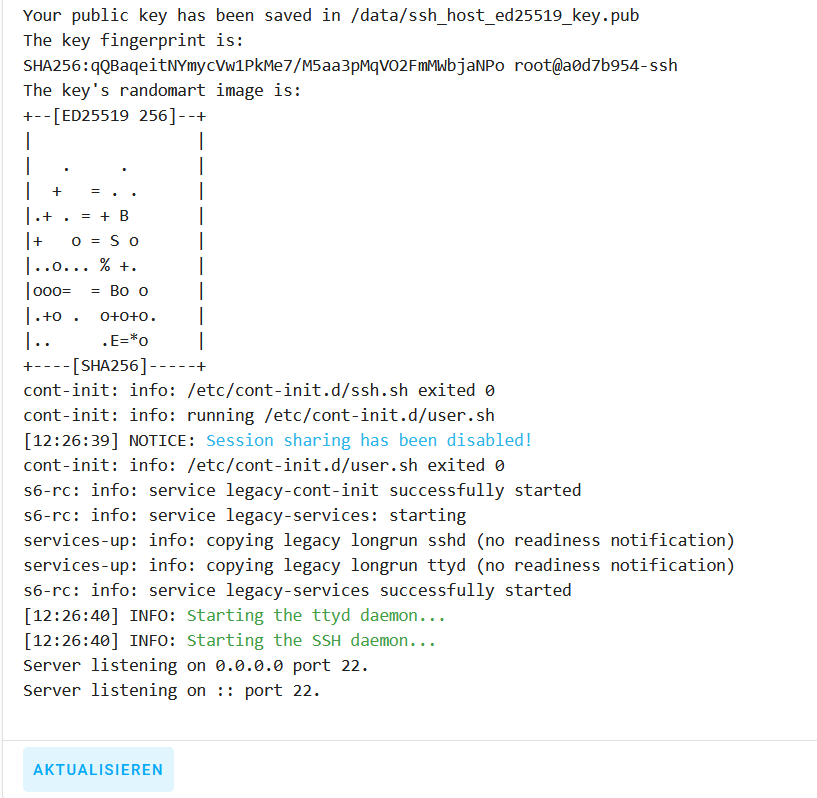 Your public key has been saved in /data/ssh_host_ed25519_key.pub
The key fingerprint is:
SHA256:qQBaqeitNYmycVw1PkMe7/M5aa3pMqVO2FmMWbjaNPo root@a0d7b954-ssh
The key's randomart image is:
+--[ED25519 256]--+
|                 |
|   .     .       |
|  +   = . .      |
|.+ . = + B       |
|+   o = S o      |
|..o... % +.      |
|ooo=  = Bo o     |
|.+o .  o+o+o.    |
|..     .E=*o     |
+----[SHA256]-----+
cont-init: info: /etc/cont-init.d/ssh.sh exited 0
cont-init: info: running /etc/cont-init.d/user.sh
[12:26:39] NOTICE: Session sharing has been disabled!
cont-init: info: /etc/cont-init.d/user.sh exited 0
s6-rc: info: service legacy-cont-init successfully started
s6-rc: info: service legacy-services: starting
services-up: info: copying legacy longrun sshd (no readiness notification)
services-up: info: copying legacy longrun ttyd (no readiness notification)
s6-rc: info: service legacy-services successfully started
[12:26:40] INFO: Starting the ttyd daemon...
[12:26:40] INFO: Starting the SSH daemon...
Server listening on 0.0.0.0 port 22.
Server listening on :: port 22.
AKTUALISIEREN